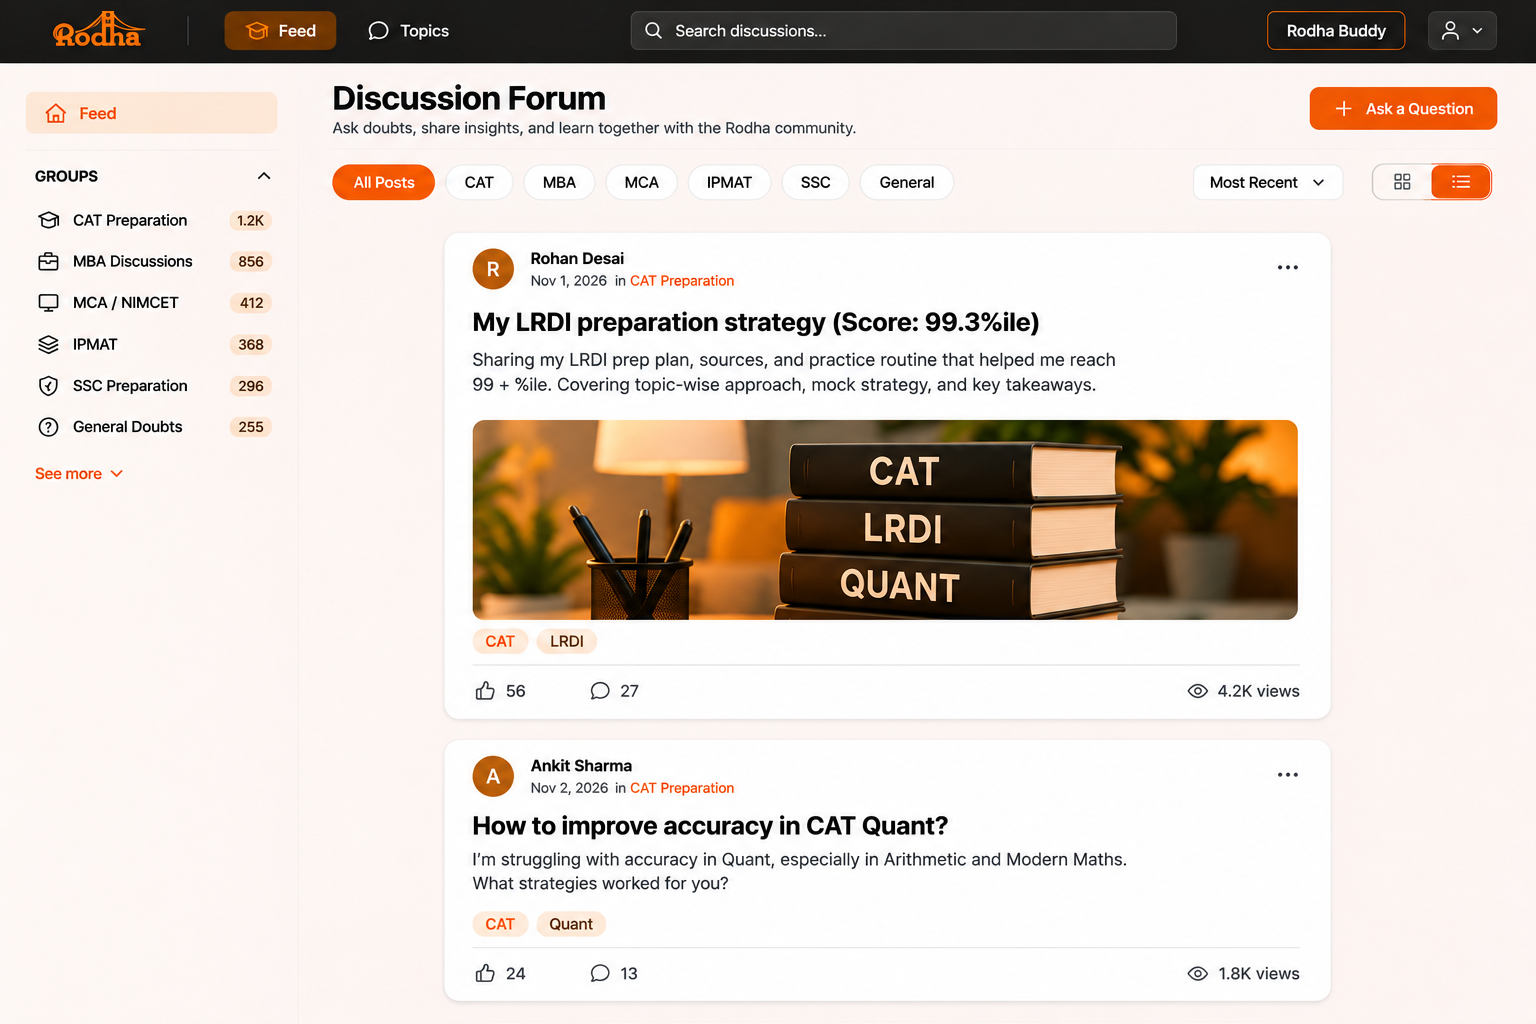 Rodha
Feed
Topics
Search discussions...
Rodha Buddy
Feed
GROUPS
CAT Preparation 1.2K
MBA Discussions 856
MCA / NIMCET 412
IPMAT 368
SSC Preparation 296
General Doubts 255
See more
Discussion Forum
Ask doubts, share insights, and learn together with the Rodha community.
Ask a Question
All Posts CAT MBA MCA IPMAT SSC General
Most Recent
R
Rohan Desai
Nov 1, 2026 in CAT Preparation
My LRDI preparation strategy (Score: 99.3%ile)
Sharing my LRDI prep plan, sources, and practice routine that helped me reach
99 + %ile. Covering topic-wise approach, mock strategy, and key takeaways.
CAT
LRDI
QUANT
CAT LRDI
56 27 4.2K views
A
Ankit Sharma
Nov 2, 2026 in CAT Preparation
How to improve accuracy in CAT Quant?
I'm struggling with accuracy in Quant, especially in Arithmetic and Modern Maths.
What strategies worked for you?
CAT Quant
24 13 1.8K views